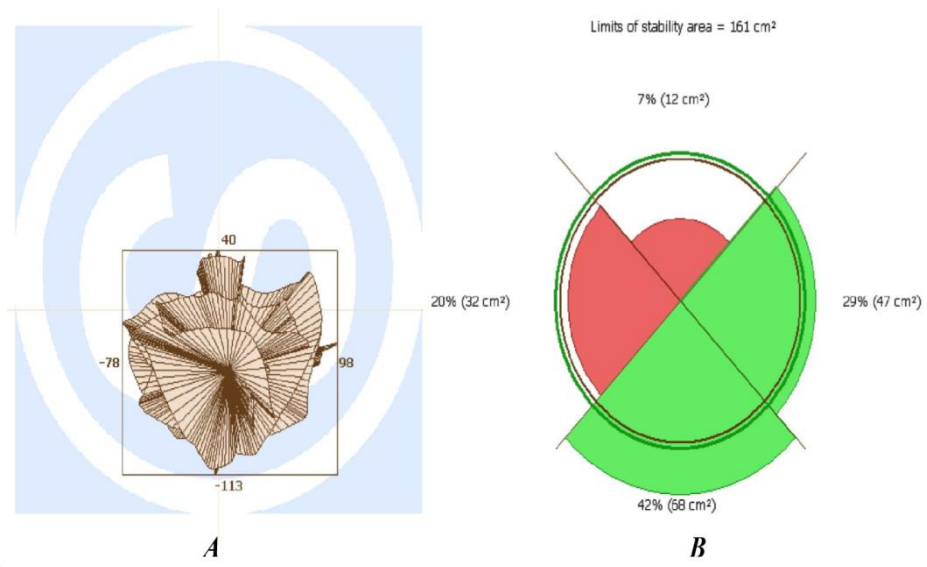 Limits of stability area = 161 cm²
7% (12 cm²)
40
20% (32 cm²)
29% (47 cm²)
-78
98
-113
42% (68 cm²)
A
B